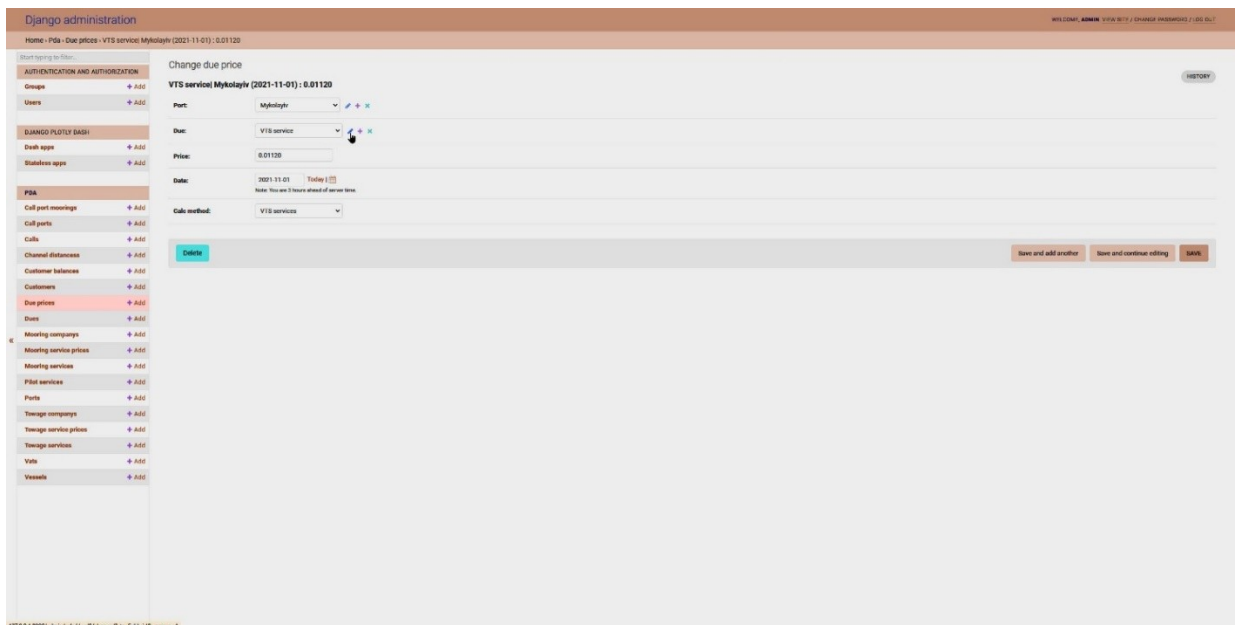 Django administration
WELCOME, ADMIN. VIEW SITE / CHANGE PASSWORD / LOG OUT
Home › Pda › Due prices › VTS service| Mykolayiv (2021-11-01) : 0.01120
Start typing to filter...
AUTHENTICATION AND AUTHORIZATION
Groups + Add
Users + Add
DJANGO PLOTLY DASH
Dash apps + Add
Stateless apps + Add
PDA
Call port moorings + Add
Call ports + Add
Calls + Add
Channel distancess + Add
Customer balances + Add
Customers + Add
Due prices + Add
Dues + Add
Mooring companys + Add
Mooring service prices + Add
Mooring services + Add
Pilot services + Add
Ports + Add
Towage companys + Add
Towage service prices + Add
Towage services + Add
Vats + Add
Vessels + Add
«
Change due price
HISTORY
VTS service| Mykolayiv (2021-11-01) : 0.01120
Port: Mykolayiv
Due: VTS service
Price: 0.01120
Date: 2021-11-01 Today |
Note: You are 3 hours ahead of server time.
Calc method: VTS services
Delete
Save and add another
Save and continue editing
SAVE